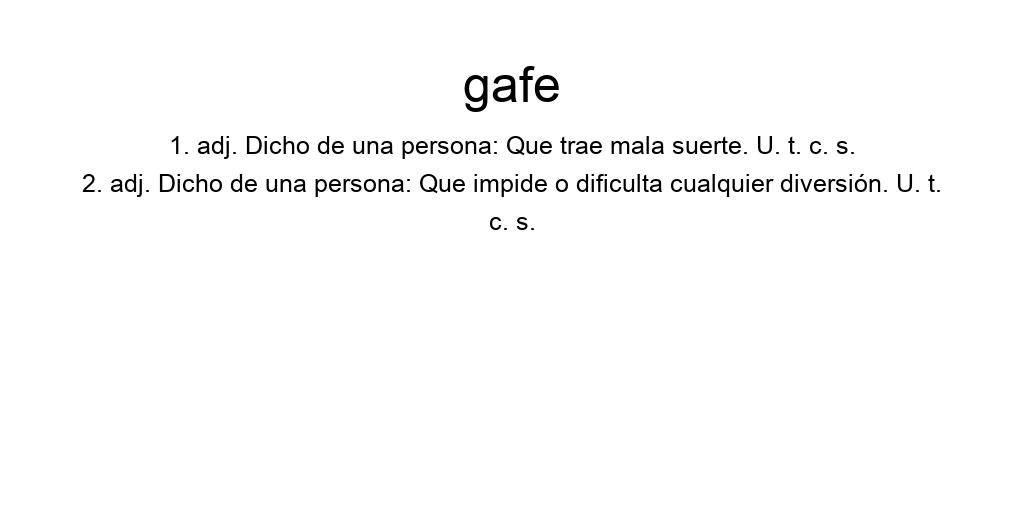 gafe
1. adj. Dicho de una persona: Que trae mala suerte. U. t. c. s.
2. adj. Dicho de una persona: Que impide o dificulta cualquier diversión. U. t.
c. s.